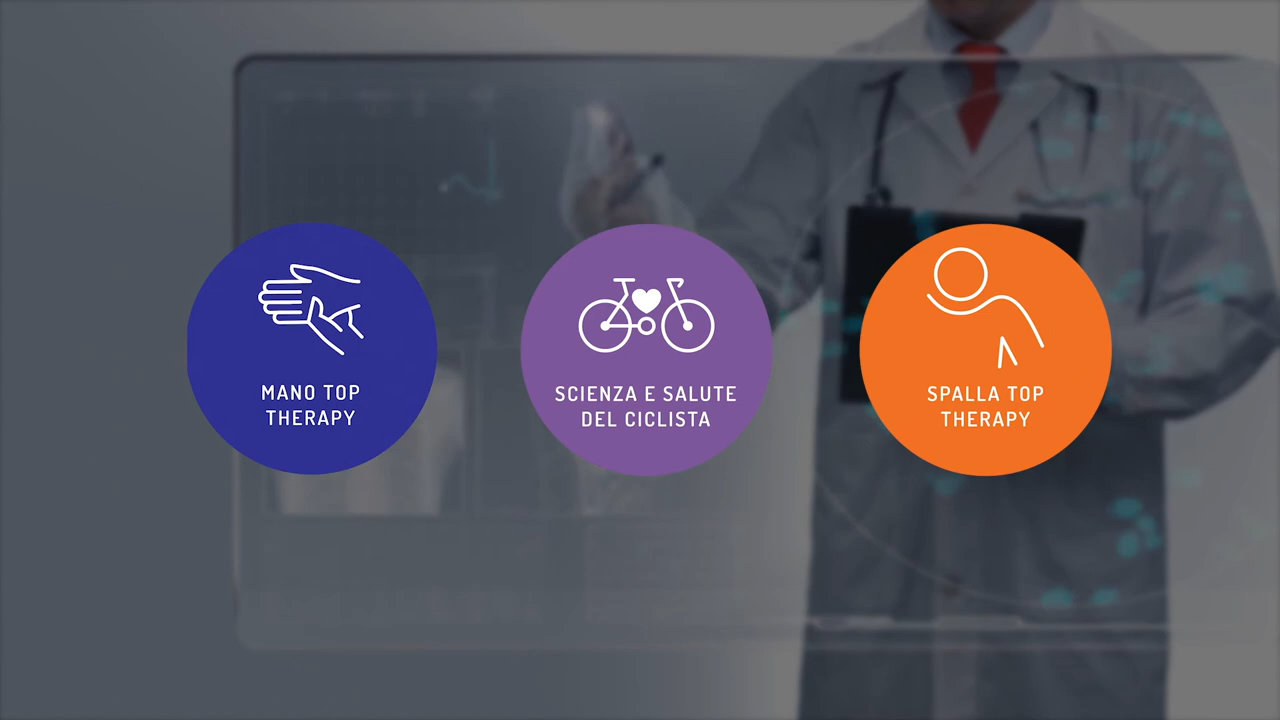 MANO TOP
THERAPY
SCIENZA E SALUTE
DEL CICLISTA
SPALLA TOP
THERAPY